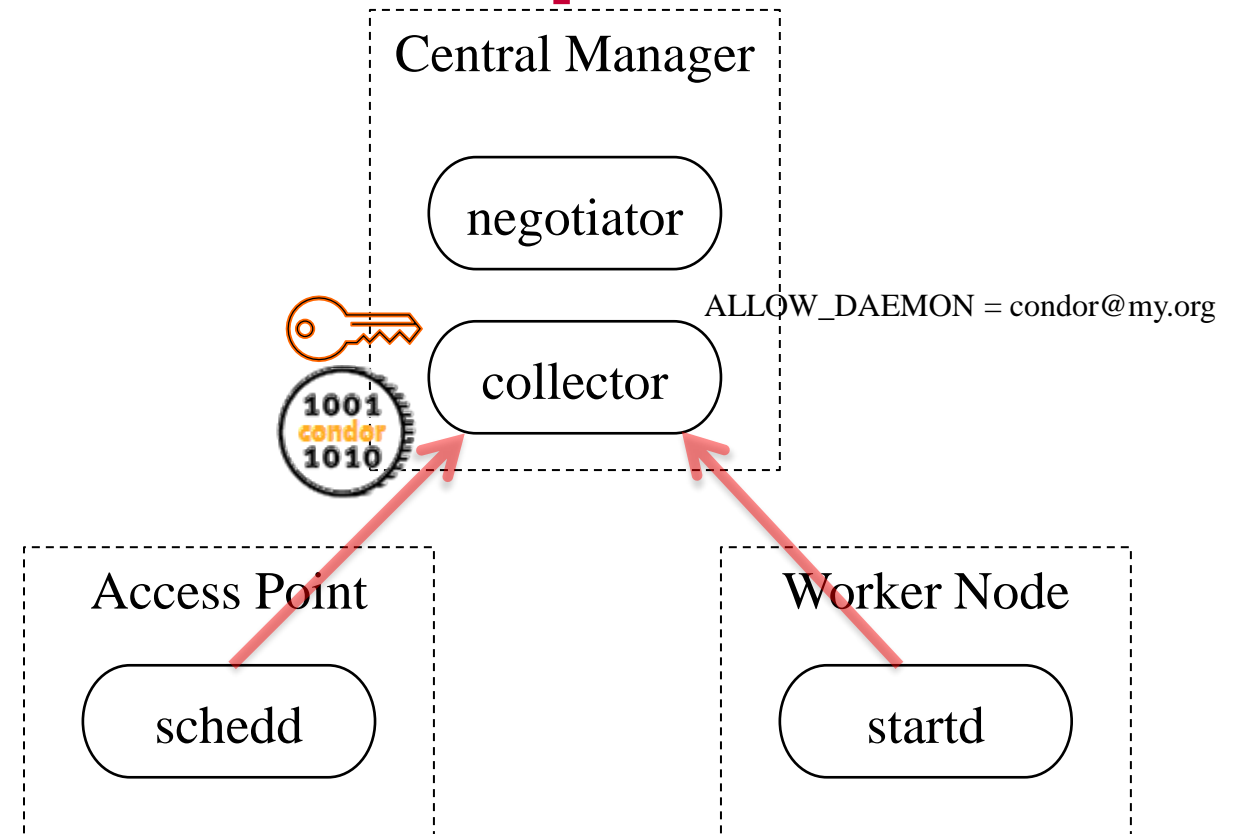 Central Manager
negotiator
ALLOW_DAEMON = condor@my.org
collector
1001
condor
1010
Access Point
Worker Node
schedd
startd